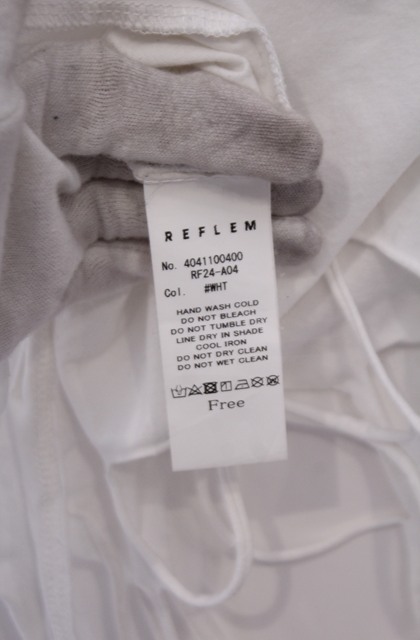 REFLEM
No. 4041100400
RF24-A04
Col. #WHT
HAND WASH COLD
DO NOT BLEACH
DO NOT TUMBLE DRY
LINE DRY IN SHADE
COOL IRON
DO NOT DRY CLEAN
DO NOT WET CLEAN
Free